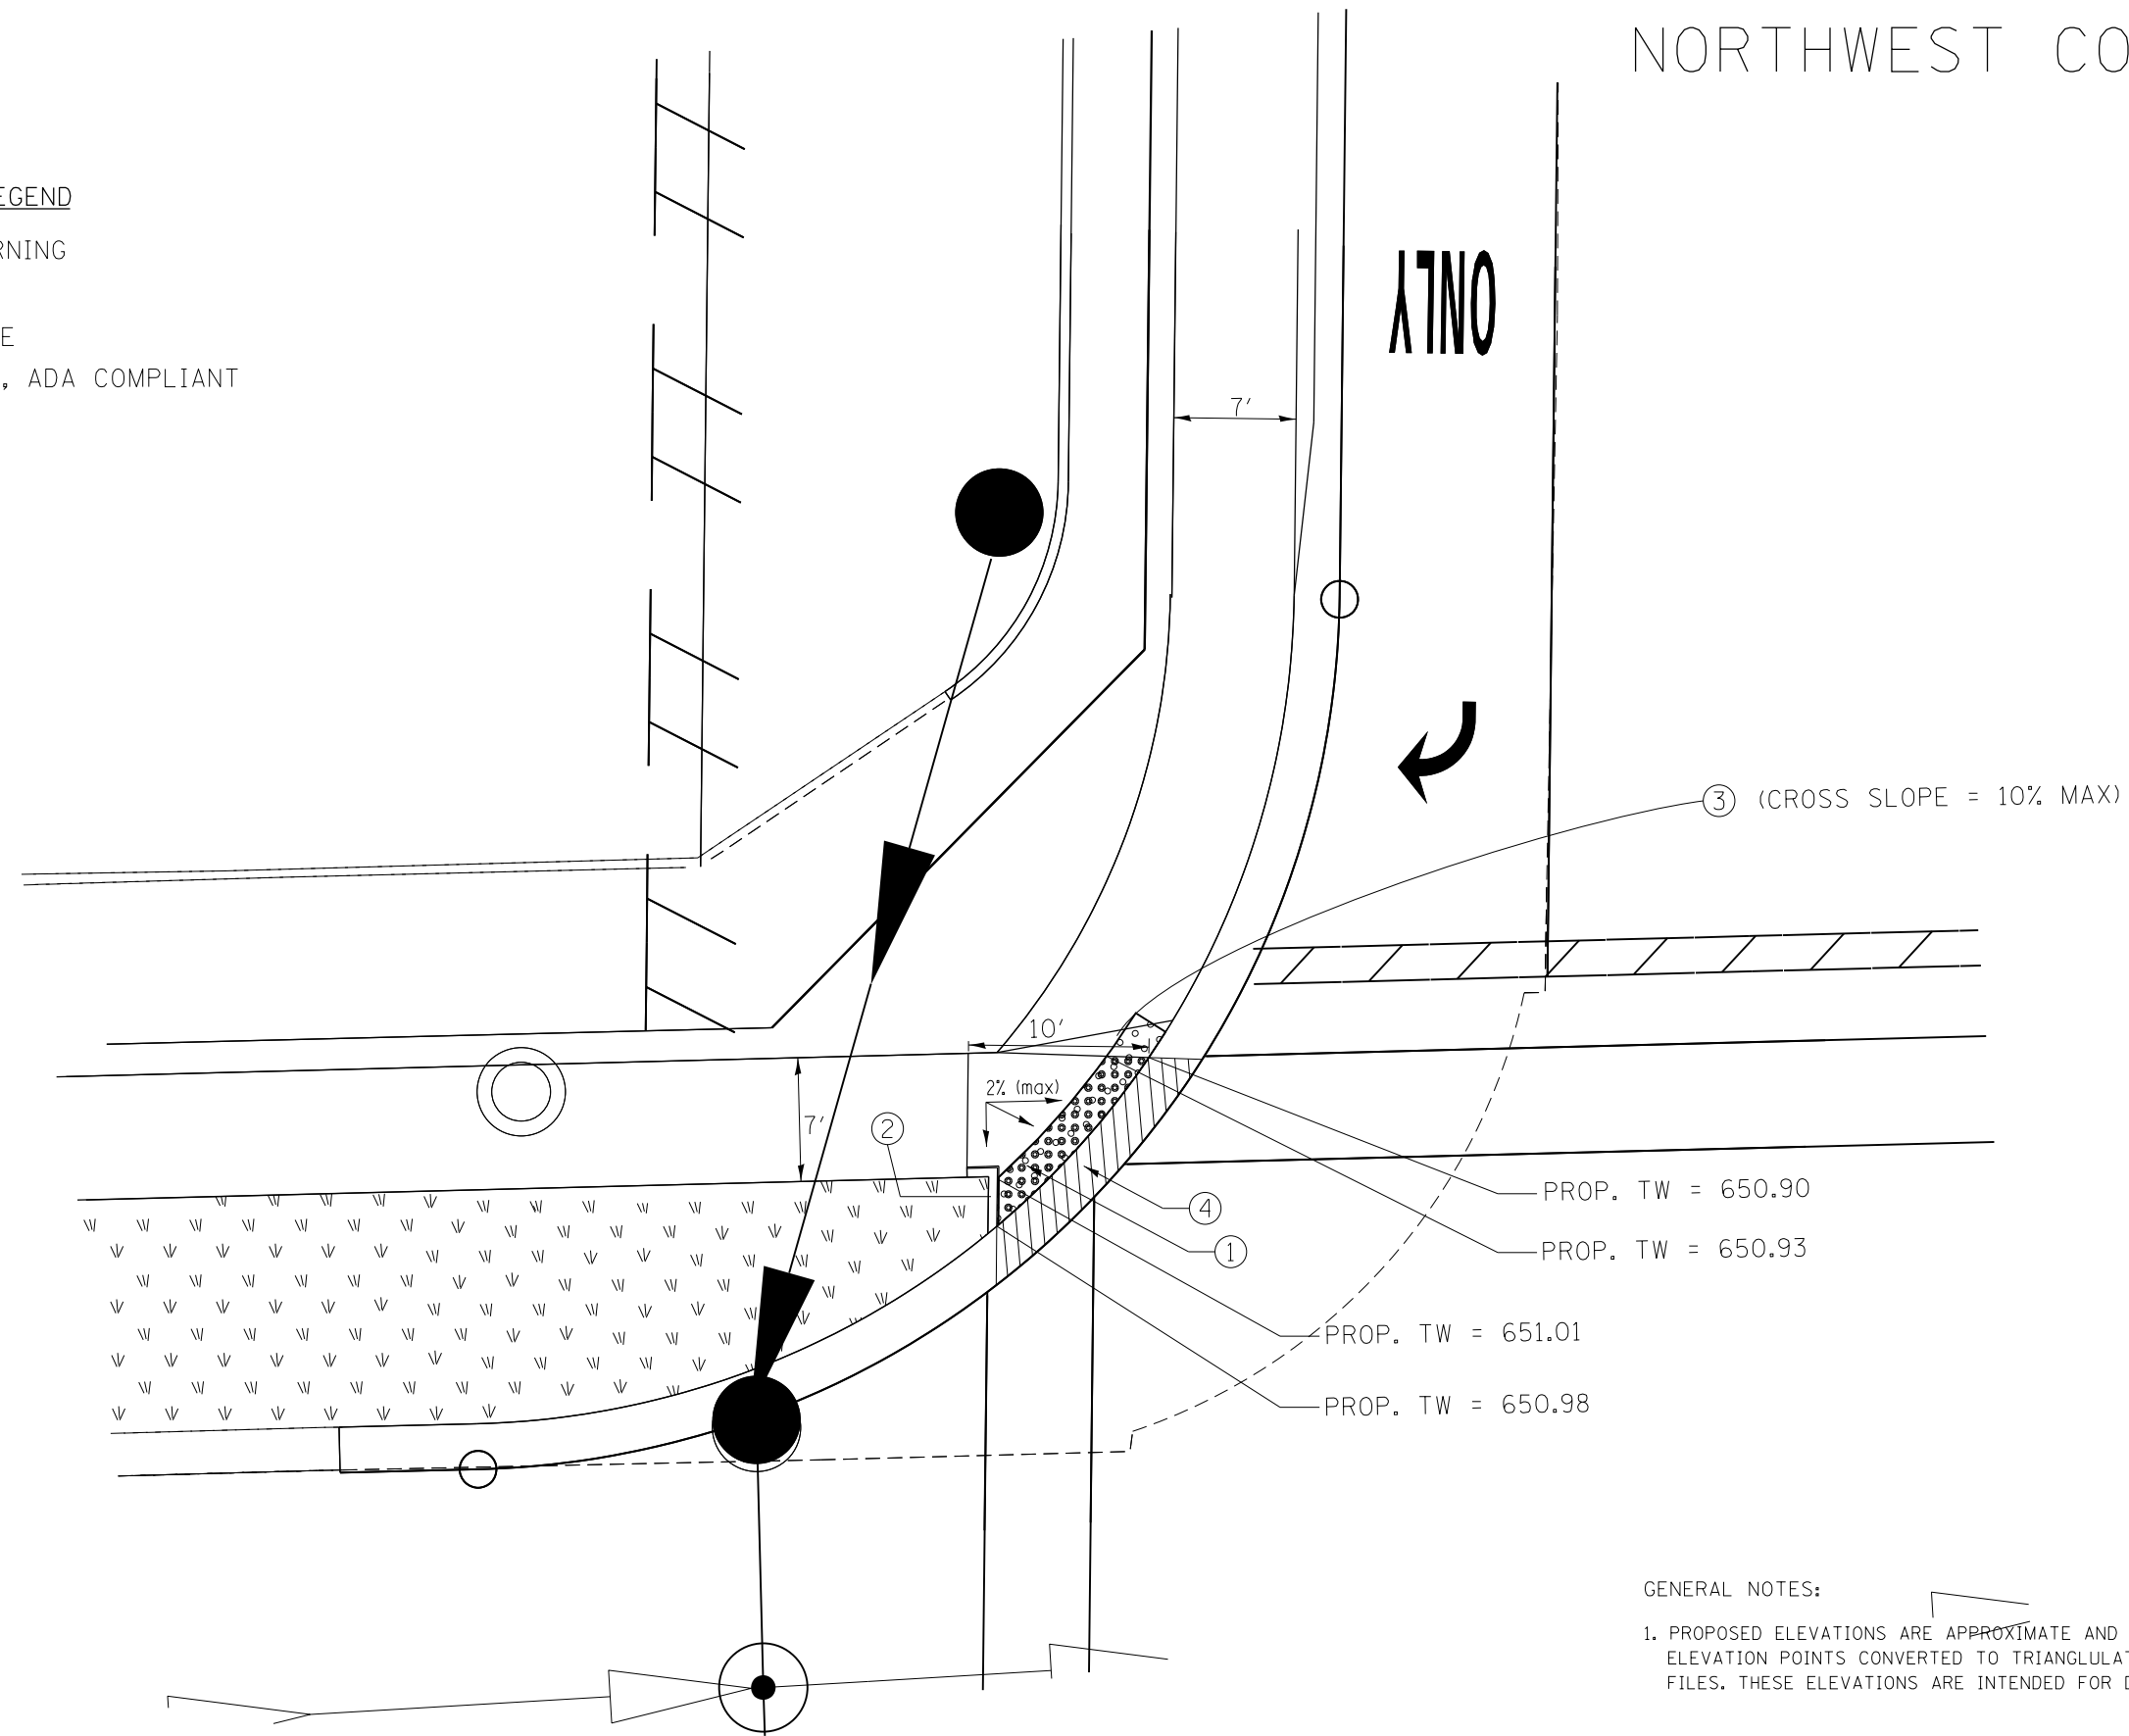 NORTHWEST CO
EGEND
RNING
E
, ADA COMPLIANT
ONLY
7'
3 (CROSS SLOPE = 10% MAX)
10'
2% (max)
7'
2
4
1
PROP. TW = 650.90
PROP. TW = 650.93
PROP. TW = 651.01
PROP. TW = 650.98
GENERAL NOTES:
1. PROPOSED ELEVATIONS ARE APPROXIMATE AND
ELEVATION POINTS CONVERTED TO TRIANGLULAT
FILES. THESE ELEVATIONS ARE INTENDED FOR D